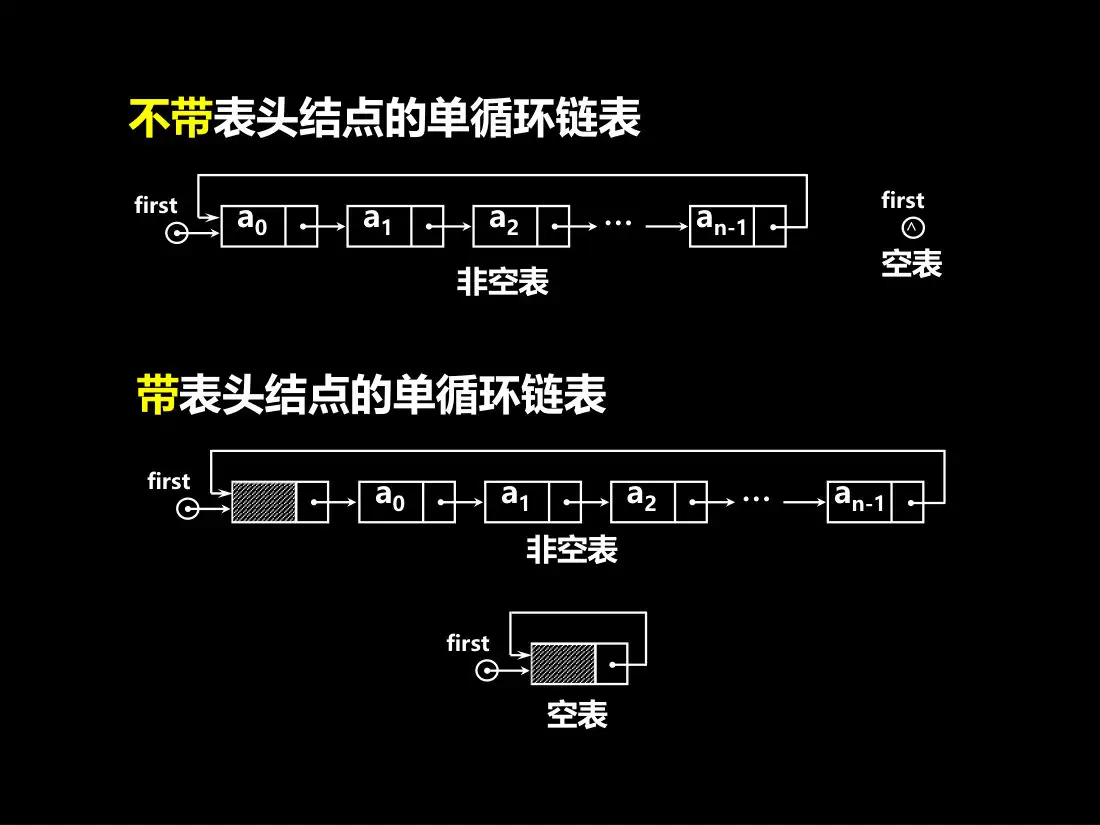 不带表头结点的单循环链表
first
a0 a1 a2 … an-1
非空表
first
^
空表
带表头结点的单循环链表
first
a0 a1 a2 … an-1
非空表
first
空表